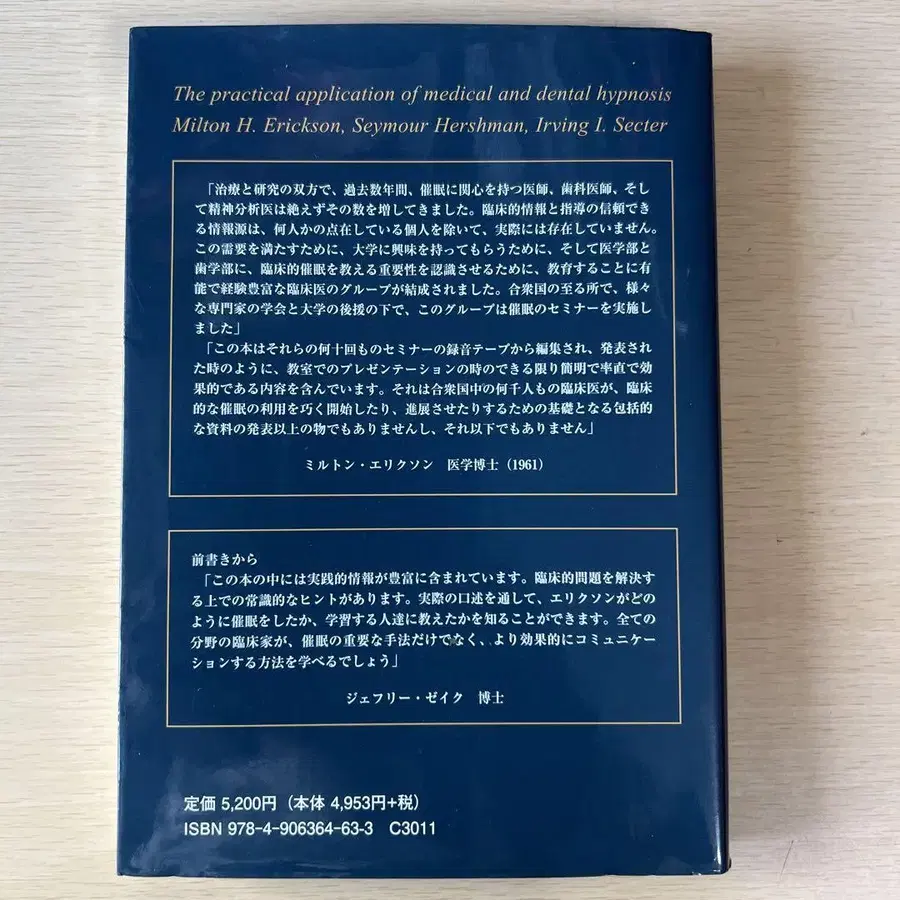 The practical application of medical and dental hypnosis
Milton H. Erickson, Seymour Hershman, Irving I. Secter
「治療と研究の双方で、過去数年間、催眠に関心を持つ医師、歯科医師、そし
て精神分析医は絶えずその数を増してきました。臨床的情報と指導の信頼でき
る情報源は、何人かの点在している個人を除いて、実際には存在していません。
この需要を満たすために、大学に興味を持ってもらうために、そして医学部と
歯学部に、臨床的催眠を教える重要性を認識させるために、教育することに有
能で経験豊富な臨床医のグループが結成されました。合衆国の至る所で、様々
な専門家の学会と大学の後援の下で、このグループは催眠のセミナーを実施し
ました」
「この本はそれらの何十回ものセミナーの録音テープから編集され、発表され
た時のように、教室でのプレゼンテーションの時のできる限り簡明で率直で効
果的である内容を含んでいます。それは合衆国中の何千人もの臨床医が、臨床
的な催眠の利用を巧く開始したり、進展させたりするための基礎となる包括的
な資料の発表以上の物でもありませんし、それ以下でもありません」
ミルトン・エリクソン 医学博士（1961）
前書きから
「この本の中には実践的情報が豊富に含まれています。臨床的問題を解決す
る上での常識的なヒントがあります。実際の口述を通して、エリクソンがどの
ように催眠をしたか、学習する人達に教えたかを知ることができます。全ての
分野の臨床家が、催眠の重要な手法だけでなく、より効果的にコミュニケー
ションする方法を学べるでしょう」
ジェフリー・ゼイク 博士
定価 5,200円（本体 4,953円+税）
ISBN 978-4-906364-63-3 C3011